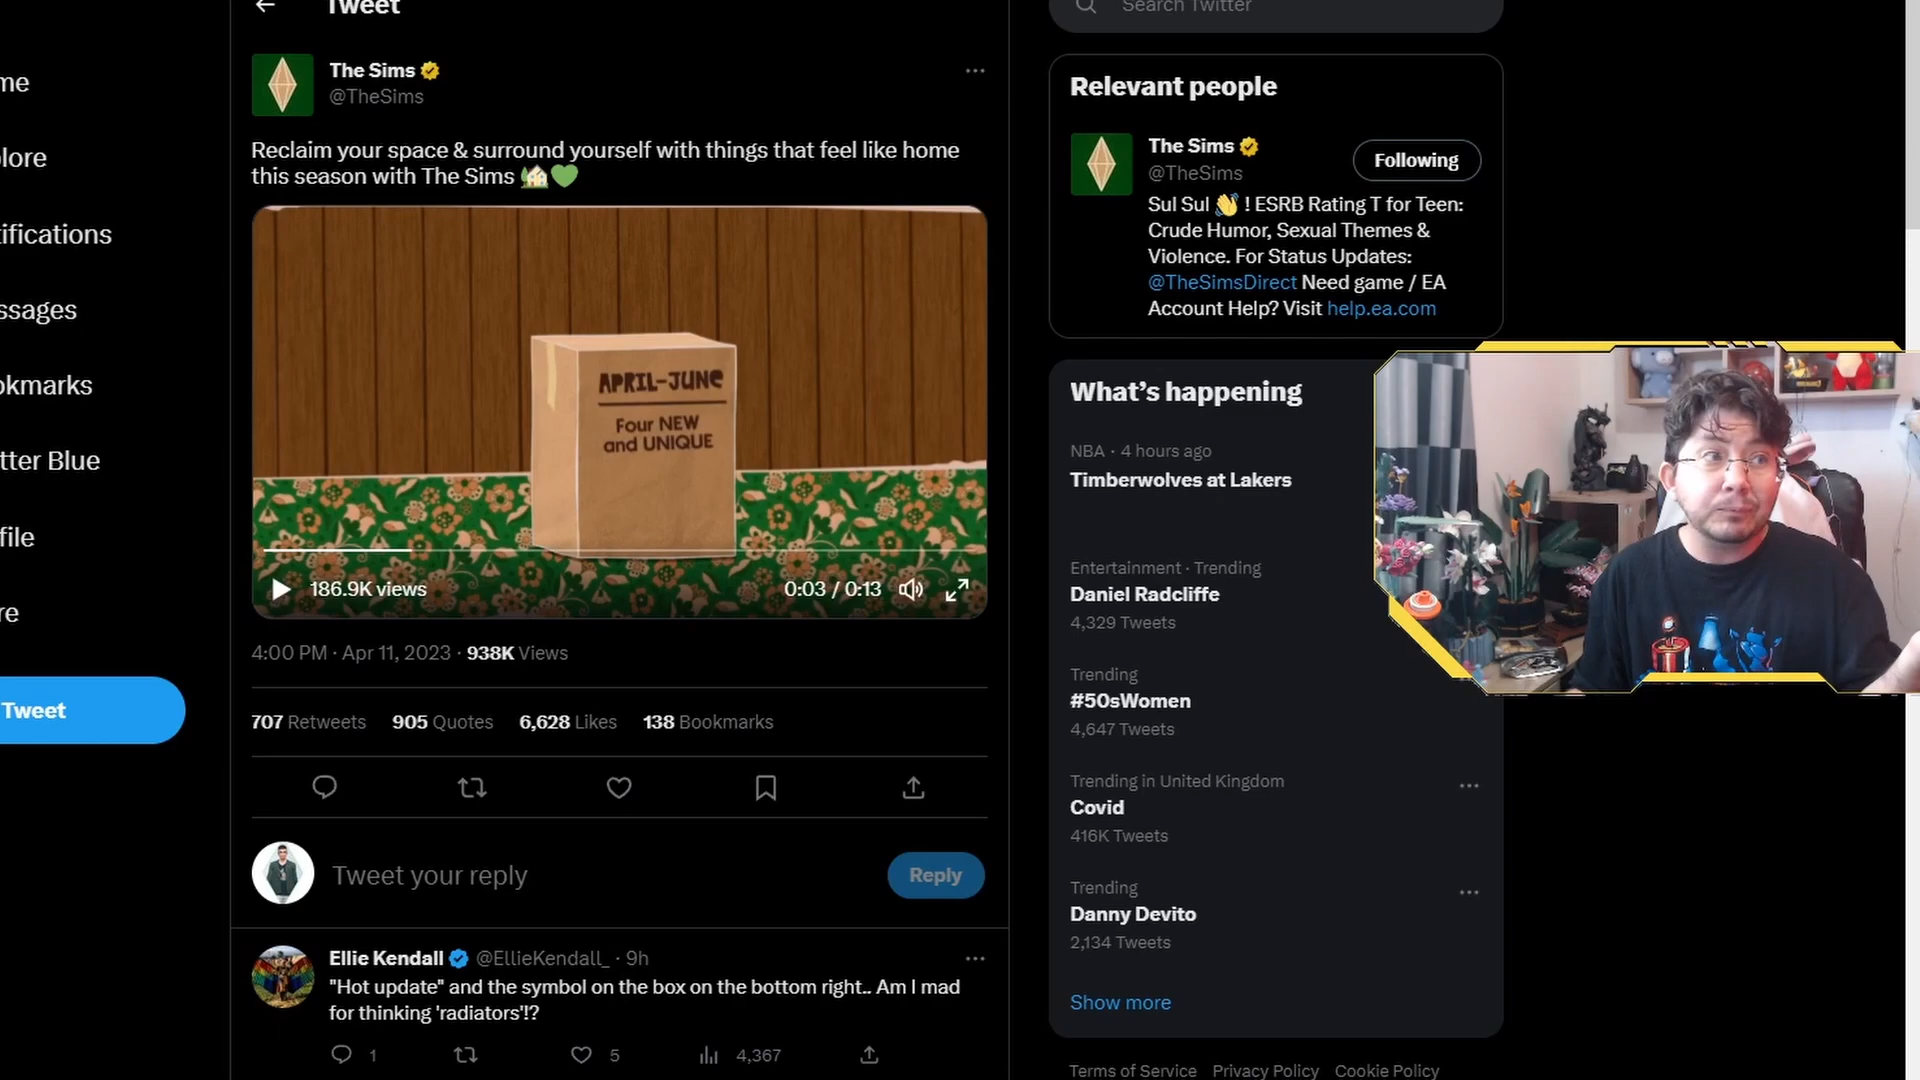 Tweet
Search Twitter
me
lore
ifications
ssages
okmarks
tter Blue
file
re
Tweet
The Sims
@TheSims
Reclaim your space & surround yourself with things that feel like home
this season with The Sims 🏡💚
APRIL-JUNE
Four NEW
and UNIQUE
186.9K views
0:03 / 0:13
4:00 PM · Apr 11, 2023 · 938K Views
707 Retweets 905 Quotes 6,628 Likes 138 Bookmarks
Tweet your reply
Reply
Ellie Kendall @EllieKendall_ · 9h
"Hot update" and the symbol on the box on the bottom right.. Am I mad
for thinking 'radiators'!?
1 5 4,367
Relevant people
The Sims
@TheSims
Following
Sul Sul 👋 ! ESRB Rating T for Teen:
Crude Humor, Sexual Themes &
Violence. For Status Updates:
@TheSimsDirect Need game / EA
Account Help? Visit help.ea.com
What's happening
NBA · 4 hours ago
Timberwolves at Lakers
Entertainment · Trending
Daniel Radcliffe
4,329 Tweets
Trending
#50sWomen
4,647 Tweets
Trending in United Kingdom
Covid
416K Tweets
Trending
Danny Devito
2,134 Tweets
Show more
Terms of Service Privacy Policy Cookie Policy